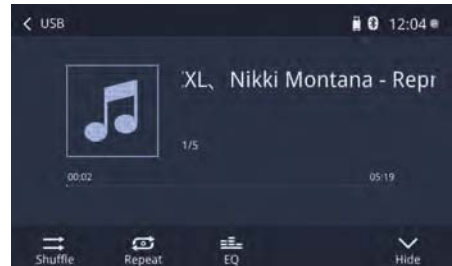 USB
12:04
XL、Nikki Montana - Repr
1/5
00:02
05:19
Shuffle
Repeat
EQ
Hide